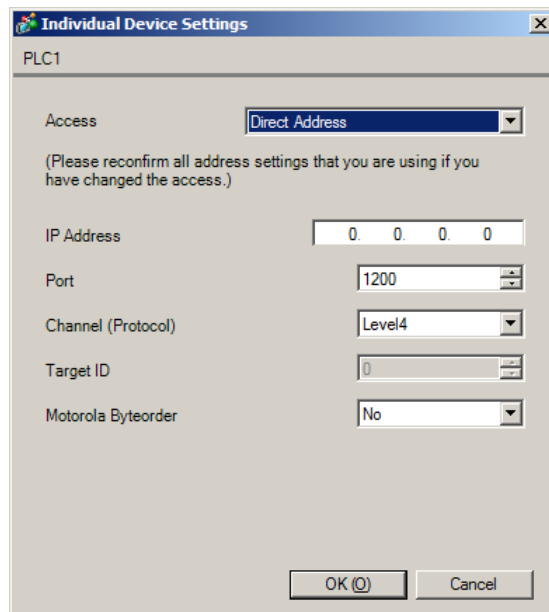 Individual Device Settings
PLC1
Access Direct Address
(Please reconfirm all address settings that you are using if you
have changed the access.)
IP Address 0. 0. 0. 0
Port 1200
Channel (Protocol) Level4
Target ID 0
Motorola Byteorder No
OK (O) Cancel